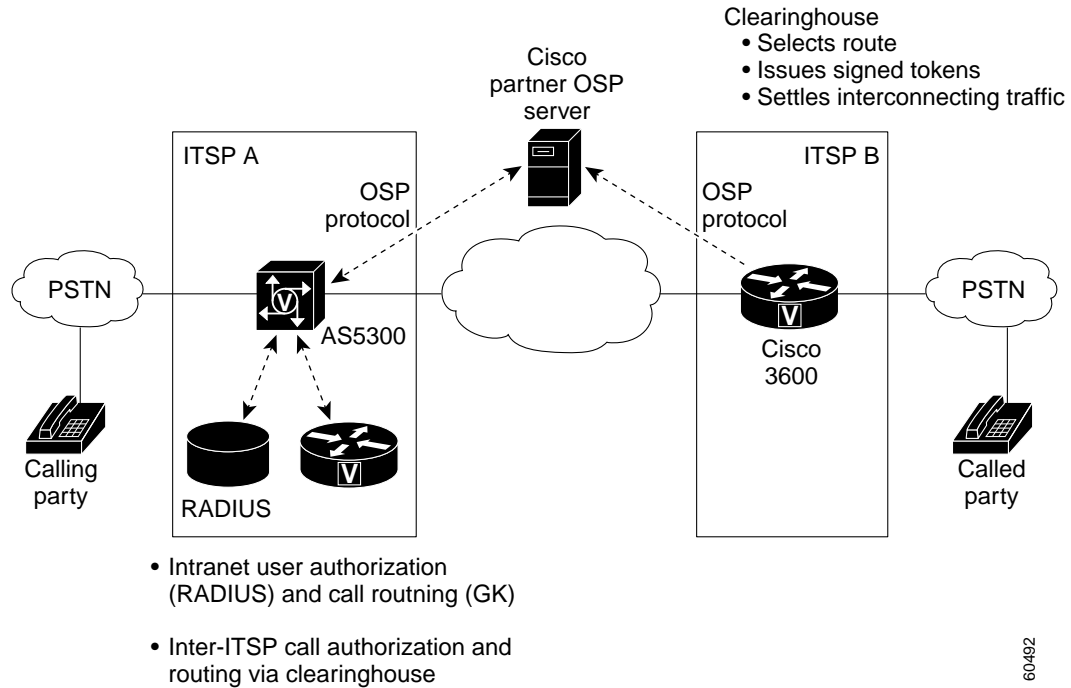 Clearinghouse
• Selects route
• Issues signed tokens
• Settles interconnecting traffic
Cisco
partner OSP
server
ITSP A
ITSP B
OSP
protocol
OSP
protocol
PSTN
V
AS5300
V
Cisco
3600
PSTN
Calling
party
RADIUS
V
Called
party
• Intranet user authorization
(RADIUS) and call routning (GK)
• Inter-ITSP call authorization and
routing via clearinghouse
60492